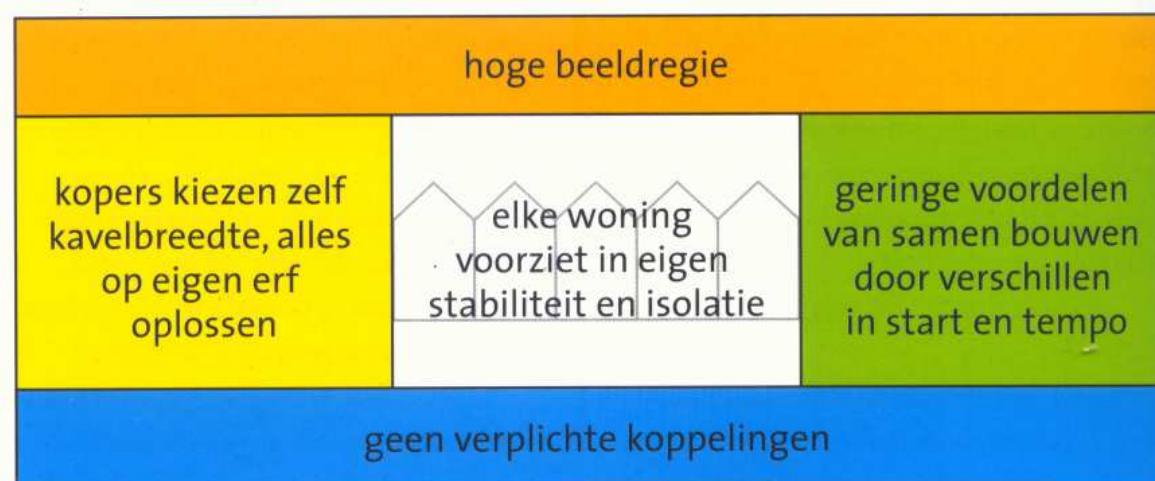 hoge beeldregie
kopers kiezen zelf
kavelbreedte, alles
op eigen erf
oplossen
elke woning
voorziet in eigen
stabiliteit en isolatie
geringe voordelen
van samen bouwen
door verschillen
in start en tempo
geen verplichte koppelingen